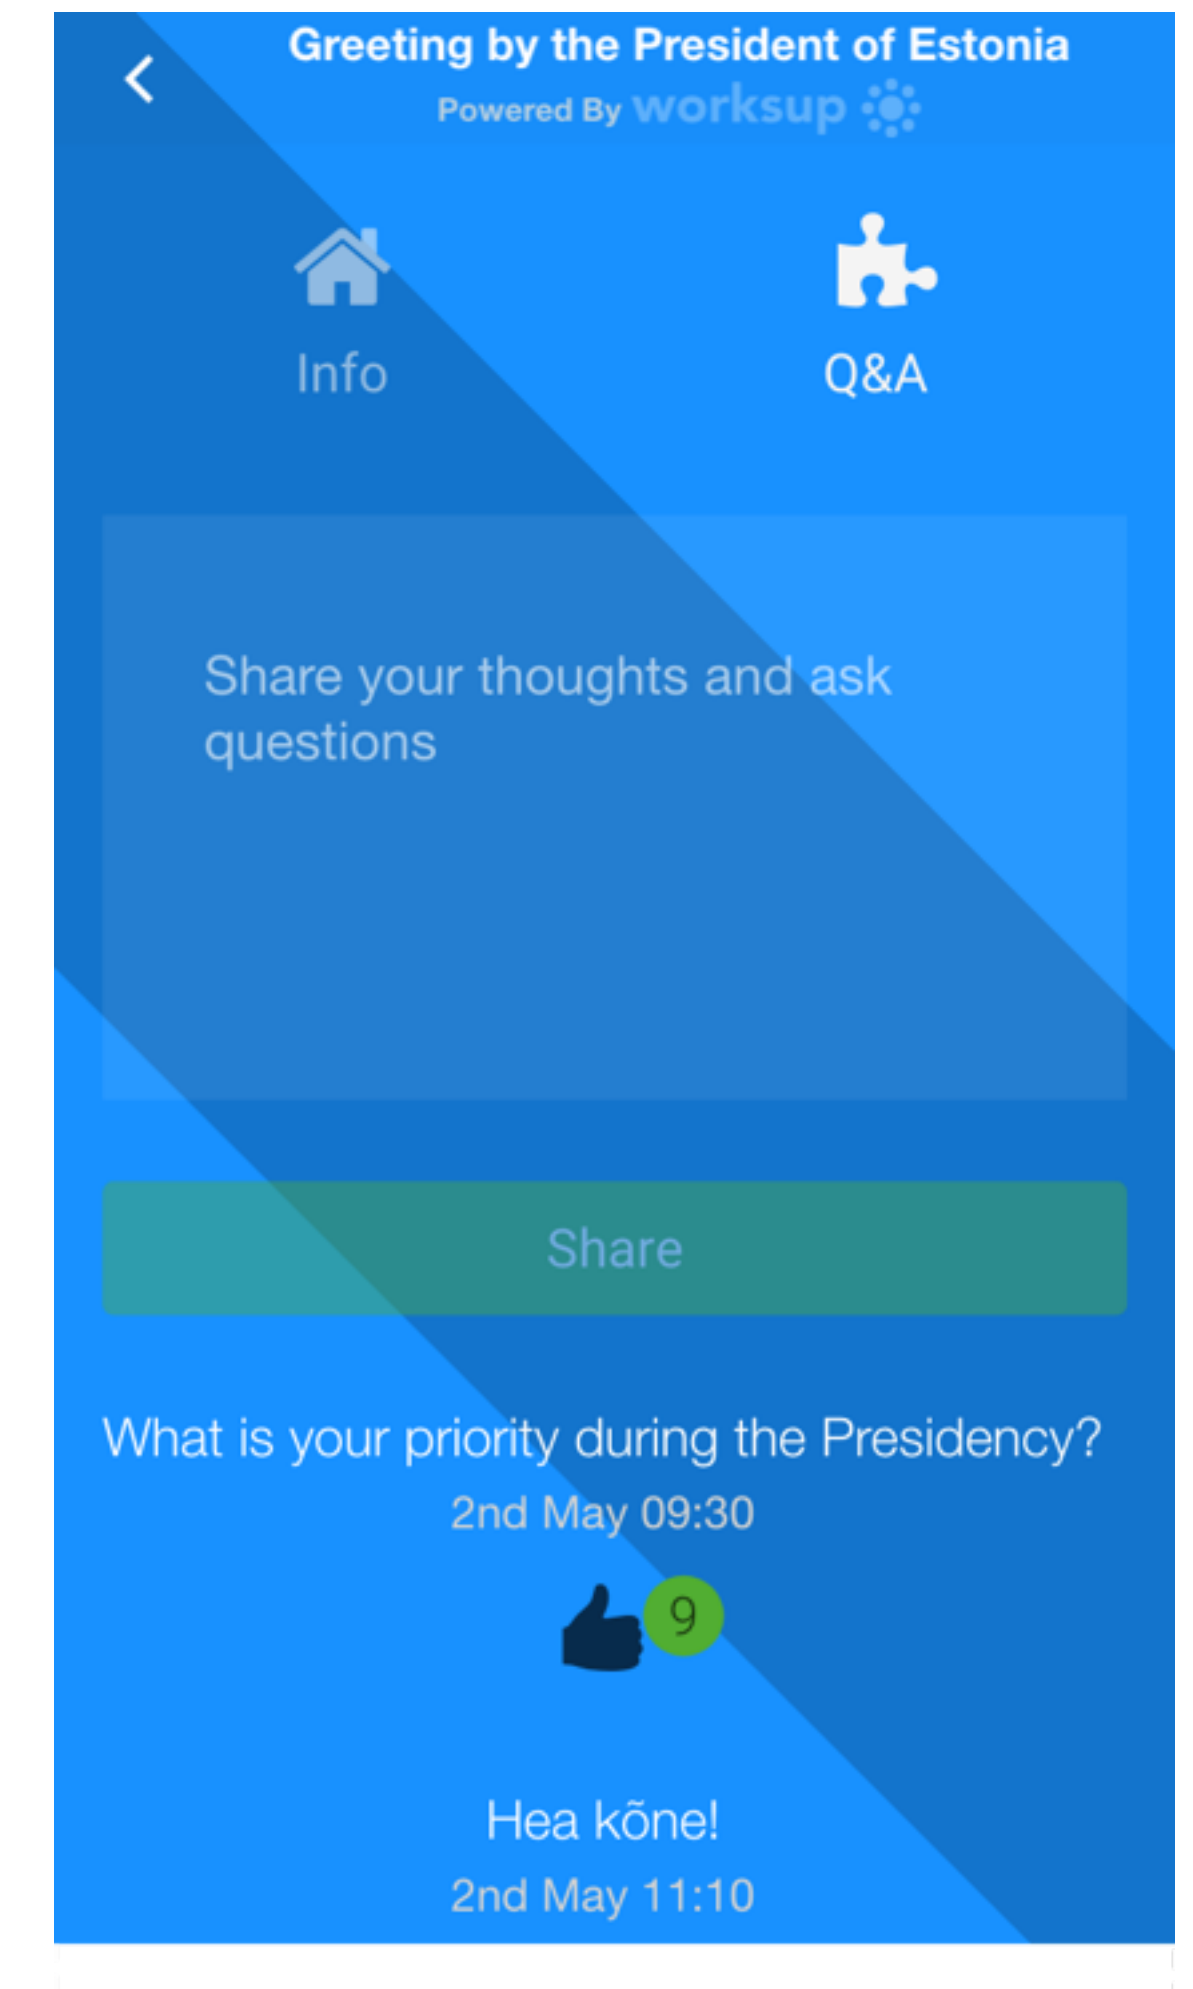 Greeting by the President of Estonia
Powered By worksup
Info
Q&A
Share your thoughts and ask
questions
Share
What is your priority during the Presidency?
2nd May 09:30
9
Hea kõne!
2nd May 11:10